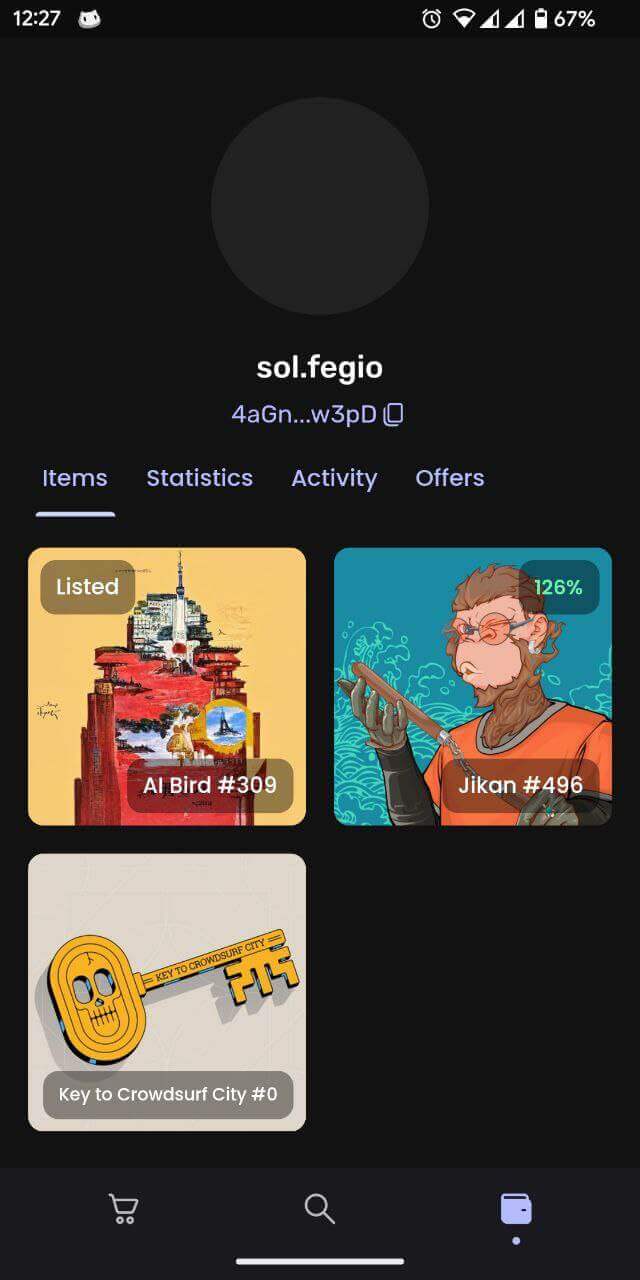 12:27
67%
sol.fegio
4aGn...w3pD
Items Statistics Activity Offers
Listed
126%
AI Bird #309
Jikan #496
KEY TO CROWDSURF CITY
Key to Crowdsurf City #0